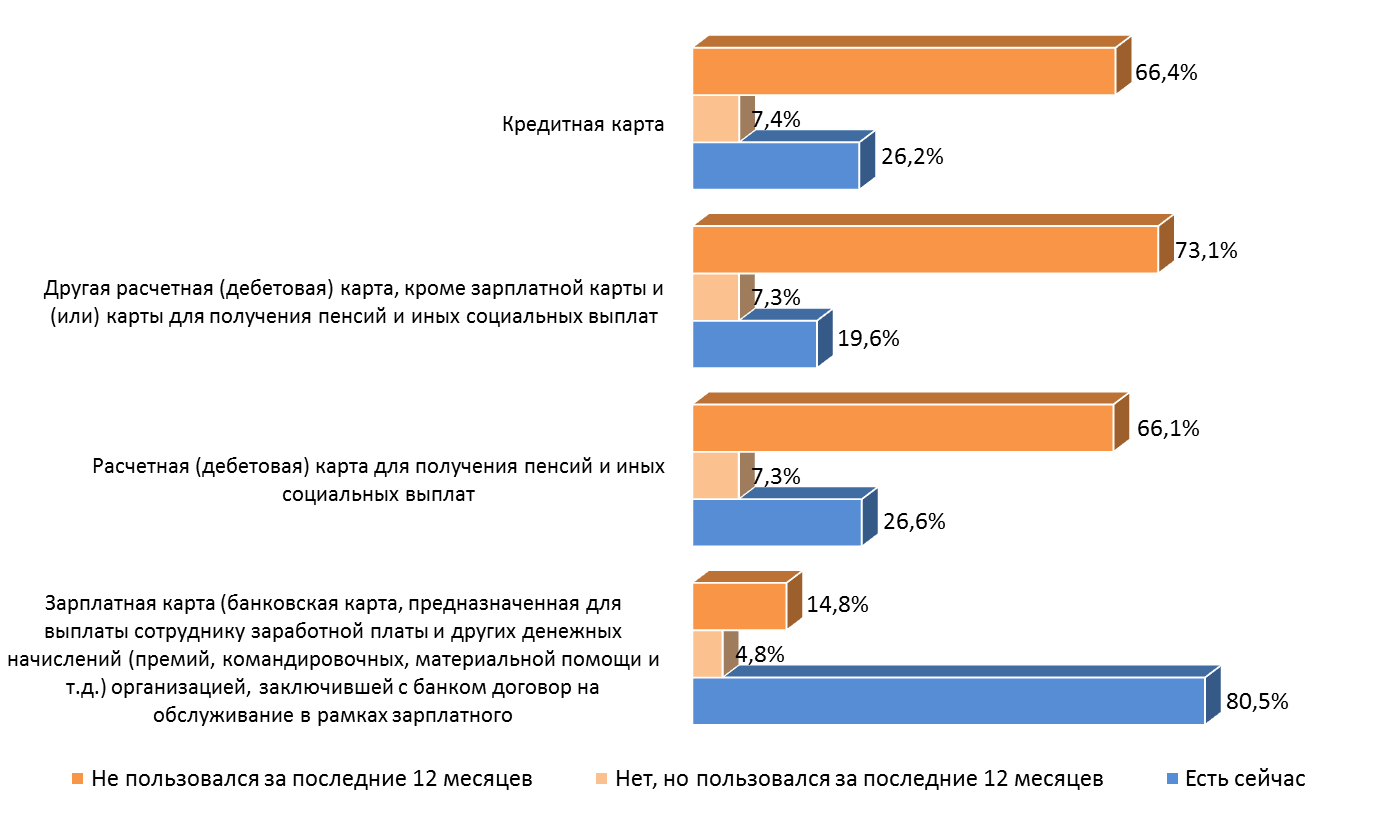 66,4%
Кредитная карта
7,4%
26,2%
73,1%
Другая расчетная (дебетовая) карта, кроме зарплатной карты и
(или) карты для получения пенсий и иных социальных выплат
7,3%
19,6%
66,1%
Расчетная (дебетовая) карта для получения пенсий и иных
социальных выплат
7,3%
26,6%
14,8%
Зарплатная карта (банковская карта, предназначенная для
выплаты сотруднику заработной платы и других денежных
начислений (премий, командировочных, материальной помощи и
т.д.) организацией, заключившей с банком договор на
обслуживание в рамках зарплатного
4,8%
80,5%
Не пользовался за последние 12 месяцев
Нет, но пользовался за последние 12 месяцев
Есть сейчас